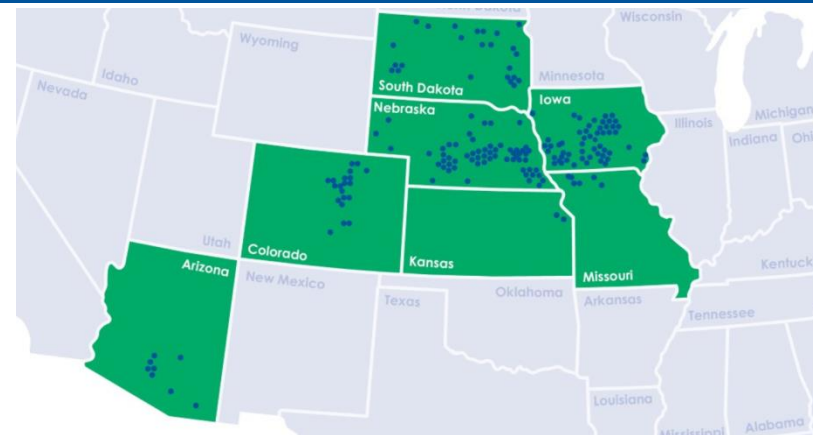 Wisconsin
Wyoming
Idaho
Minnesota
Nevada
South Dakota
Iowa
Nebraska
Michigan
Illinois
Indiana
Utah
Colorado
Kansas
Missouri
Arizona
New Mexico
Oklahoma
Texas
Arkansas
Tennessee
Louisiana
Alabama